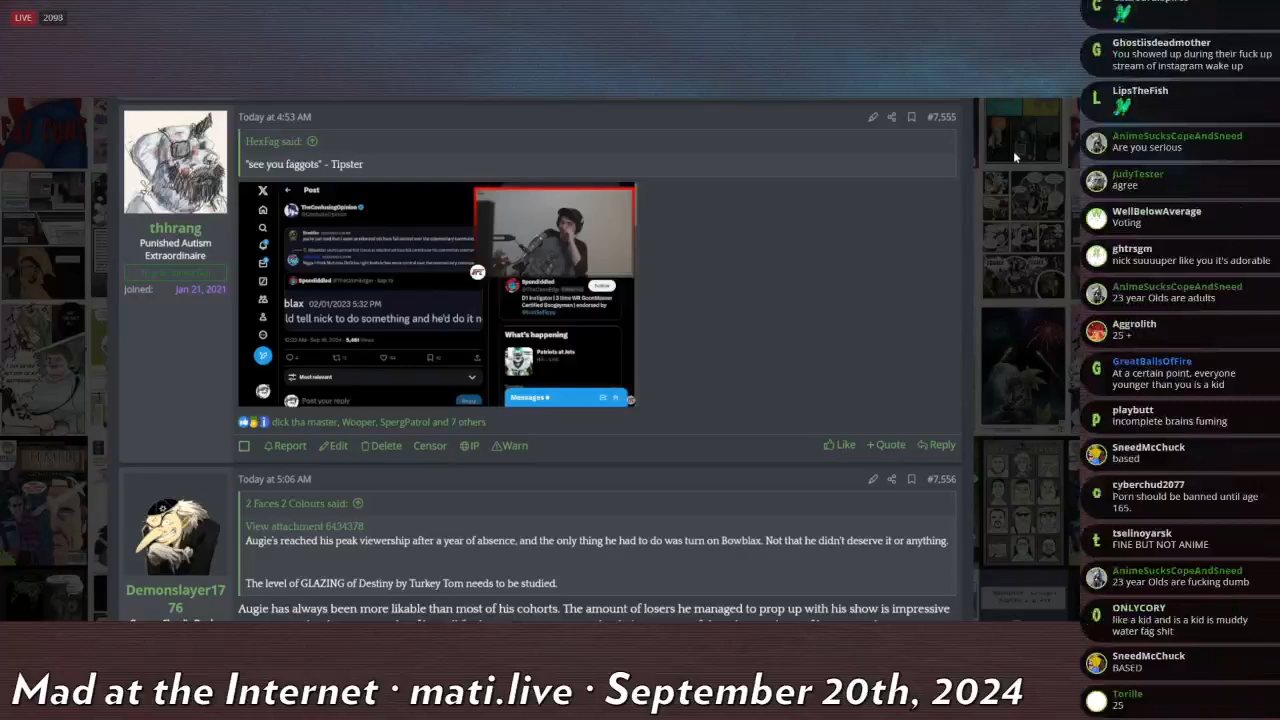 LIVE 2098
Today at 4:53 AM
#7,555
HexFag said:
"see you faggots" - Tipster
thhrang
Punished Autism
Extraordinaire
joined: Jan 21, 2021
Post
TheConfusingOpinion
Spendiddled
blax 02/01/2023 5:32 PM
ld tell nick to do something and he'd do it n
Most relevant
Post your reply
Reply
Spendiddled
Follow
What's happening
Patriots at Jets
Messages
dick tha master, Wooper, SpergPatrol and 7 others
Report Edit Delete Censor IP Warn
Like + Quote Reply
Today at 5:06 AM
#7,556
2 Faces 2 Colours said:
View attachment 6434378
Augie's reached his peak viewership after a year of absence, and the only thing he had to do was turn on Bowblax. Not that he didn't deserve it or anything.
The level of GLAZING of Destiny by Turkey Tom needs to be studied.
Demonslayer17
76
Augie has always been more likable than most of his cohorts. The amount of losers he managed to prop up with his show is impressive
Ghostiisdeadmother
You showed up during their fuck up
stream of instagram wake up
LipsTheFish
AnimeSucksCopeAndSneed
Are you serious
JudyTester
agree
WellBelowAverage
Voting
ghtrsgm
nick suuuuper like you it's adorable
AnimeSucksCopeAndSneed
23 year Olds are adults
Aggrolith
25 +
GreatBallsOfFire
At a certain point, everyone
younger than you is a kid
playbutt
incomplete brains fuming
SneedMcChuck
based
cyberchud2077
Porn should be banned until age
165.
tselinoyarsk
FINE BUT NOT ANIME
AnimeSucksCopeAndSneed
23 year Olds are fucking dumb
ONLYCORY
like a kid and is a kid is muddy
water fag shit
SneedMcChuck
BASED
Torille
25
Mad at the Internet · mati.live · September 20th, 2024